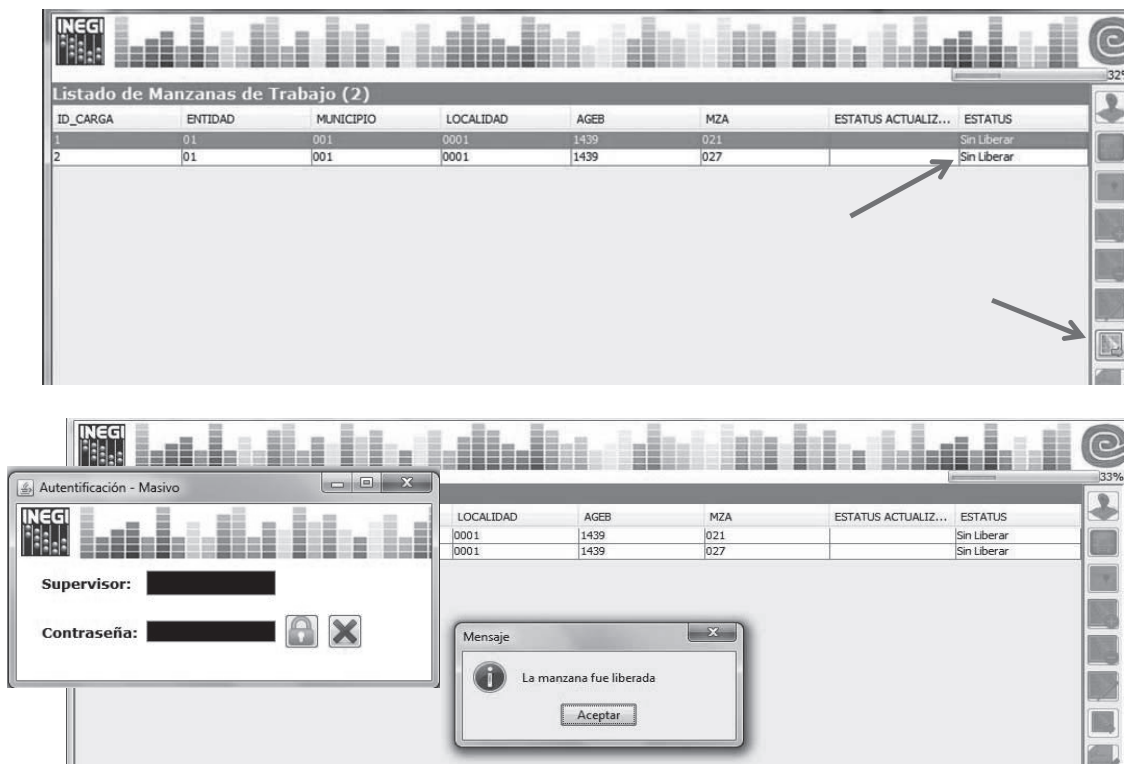 INEGI
32%
Listado de Manzanas de Trabajo (2)
ID_CARGA ENTIDAD MUNICIPIO LOCALIDAD AGEB MZA ESTATUS ACTUALIZ... ESTATUS
1 01 001 0001 1439 021 Sin Liberar
2 01 001 0001 1439 027 Sin Liberar
INEGI
33%
LOCALIDAD AGEB MZA ESTATUS ACTUALIZ... ESTATUS
0001 1439 021 Sin Liberar
0001 1439 027 Sin Liberar
Autentificación - Masivo
INEGI
Supervisor:
Contraseña:
Mensaje
La manzana fue liberada
Aceptar